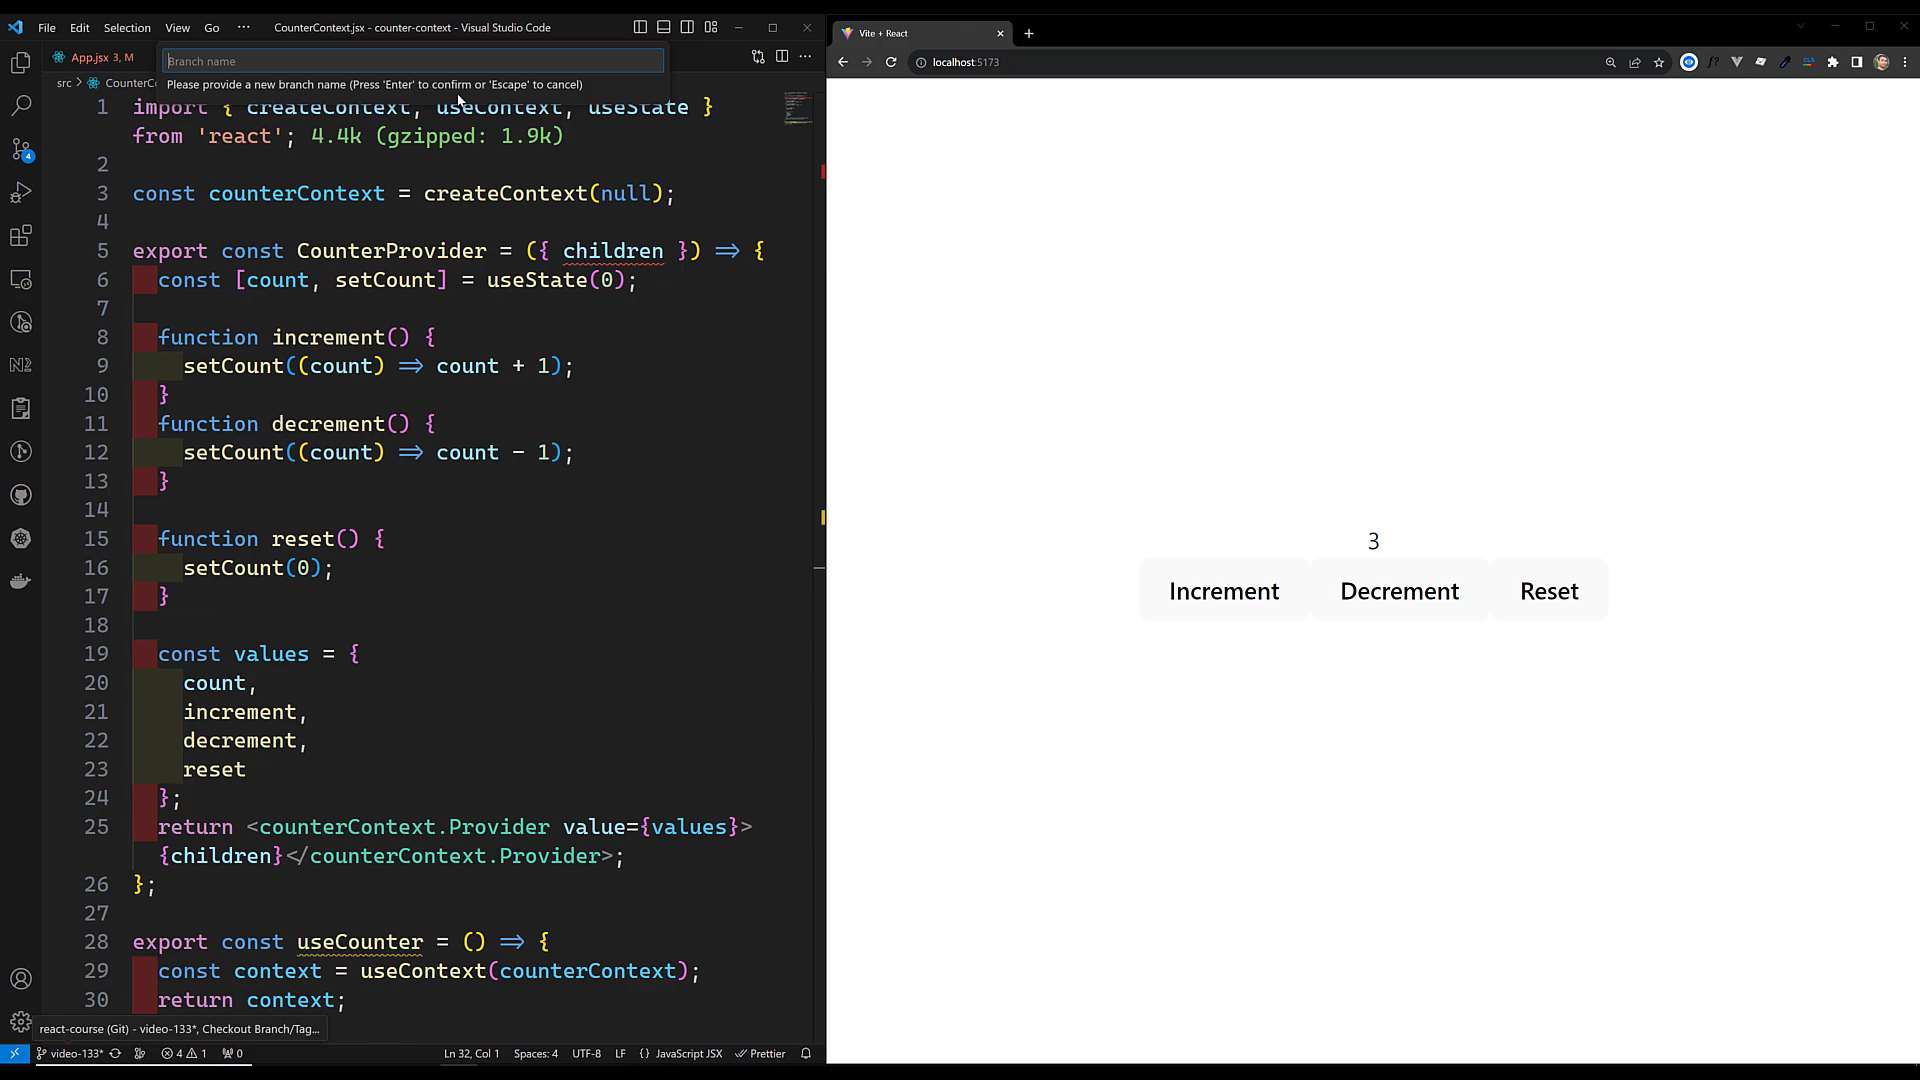 File Edit Selection View Go ··· CounterContext.jsx - counter-context - Visual Studio Code
App.jsx 3, M
Branch name
Please provide a new branch name (Press 'Enter' to confirm or 'Escape' to cancel)
src > CounterCo
1 import { createContext, useContext, useState }
from 'react'; 4.4k (gzipped: 1.9k)
2
3 const counterContext = createContext(null);
4
5 export const CounterProvider = ({ children }) => {
6 const [count, setCount] = useState(0);
7
8 function increment() {
9 setCount((count) => count + 1);
10 }
11 function decrement() {
12 setCount((count) => count - 1);
13 }
14
15 function reset() {
16 setCount(0);
17 }
18
19 const values = {
20 count,
21 increment,
22 decrement,
23 reset
24 };
25 return <counterContext.Provider value={values}>
{children}</counterContext.Provider>;
26 };
27
28 export const useCounter = () => {
29 const context = useContext(counterContext);
30 return context;
react-course (Git) - video-133*, Checkout Branch/Tag...
video-133* 4 1 0 Ln 32, Col 1 Spaces: 4 UTF-8 LF {} JavaScript JSX Prettier
4
Vite + React
localhost:5173
3
Increment Decrement Reset